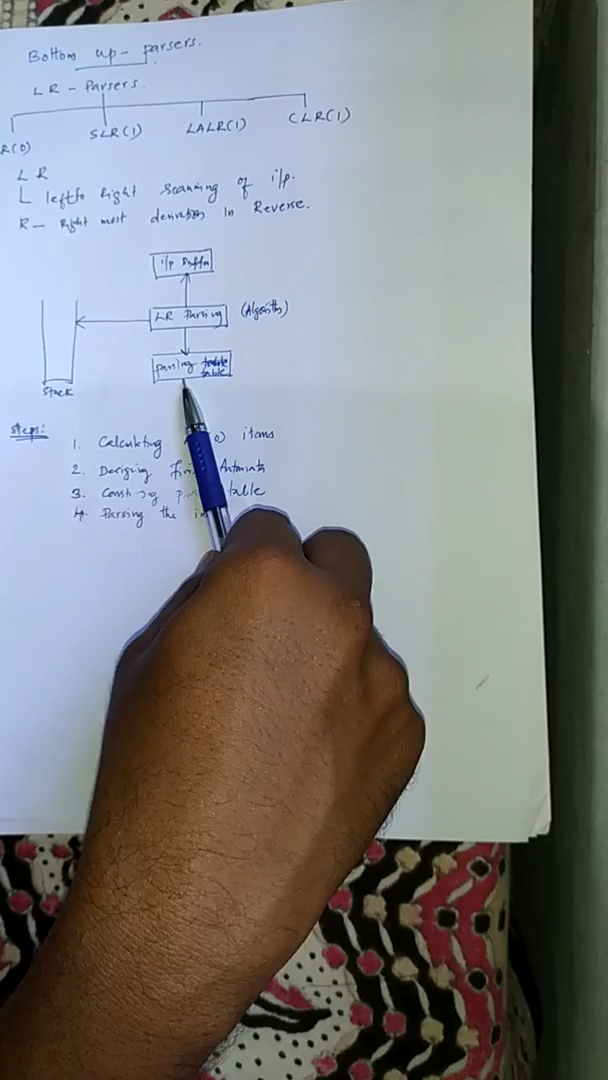 Bottom up - parsers.
LR - Parsers.
R(0) SLR(1) LALR(1) CLR(1)
LR
L left to Right scanning of i/p.
R - Right most derivation in Reverse.
i/p Buffer
LR Parsing (Algorithm)
parsing table
table
Stack
Steps:
1. Calculating 0) items
2. Designing Automata
3. table
4. Parsing the